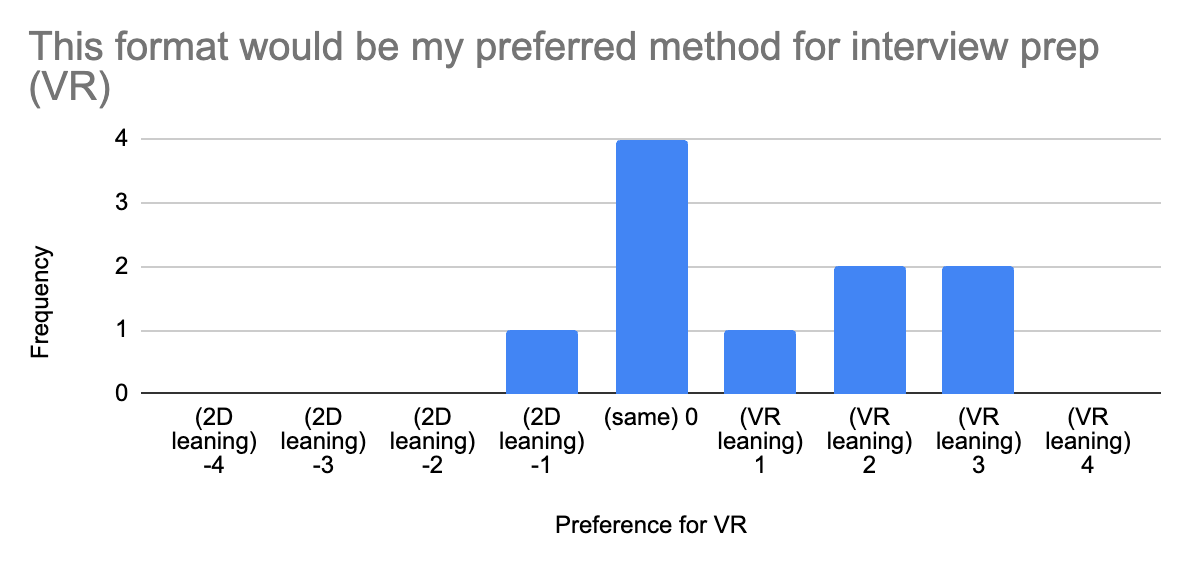 This format would be my preferred method for interview prep
(VR)
4
3
2
1
0
Frequency
(2D leaning) -4
(2D leaning) -3
(2D leaning) -2
(2D leaning) -1
(same) 0
(VR leaning) 1
(VR leaning) 2
(VR leaning) 3
(VR leaning) 4
Preference for VR